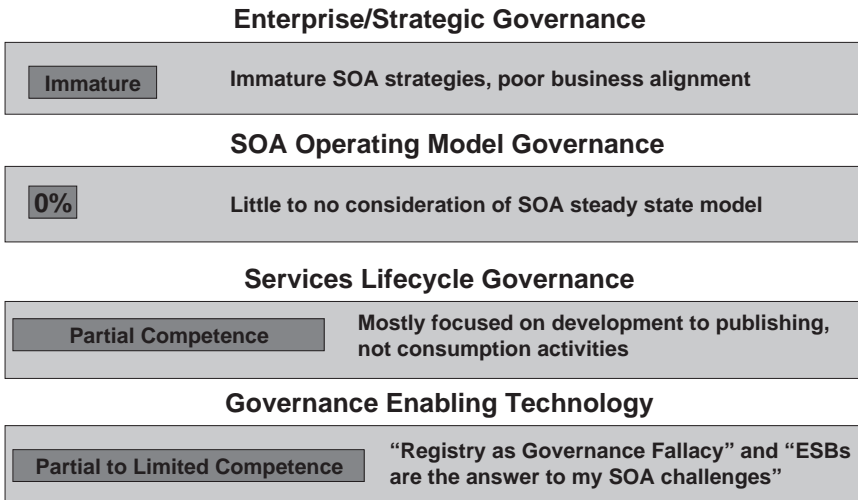 Enterprise/Strategic Governance
Immature
Immature SOA strategies, poor business alignment
SOA Operating Model Governance
0%
Little to no consideration of SOA steady state model
Services Lifecycle Governance
Partial Competence
Mostly focused on development to publishing,
not consumption activities
Governance Enabling Technology
Partial to Limited Competence
“Registry as Governance Fallacy” and “ESBs
are the answer to my SOA challenges”